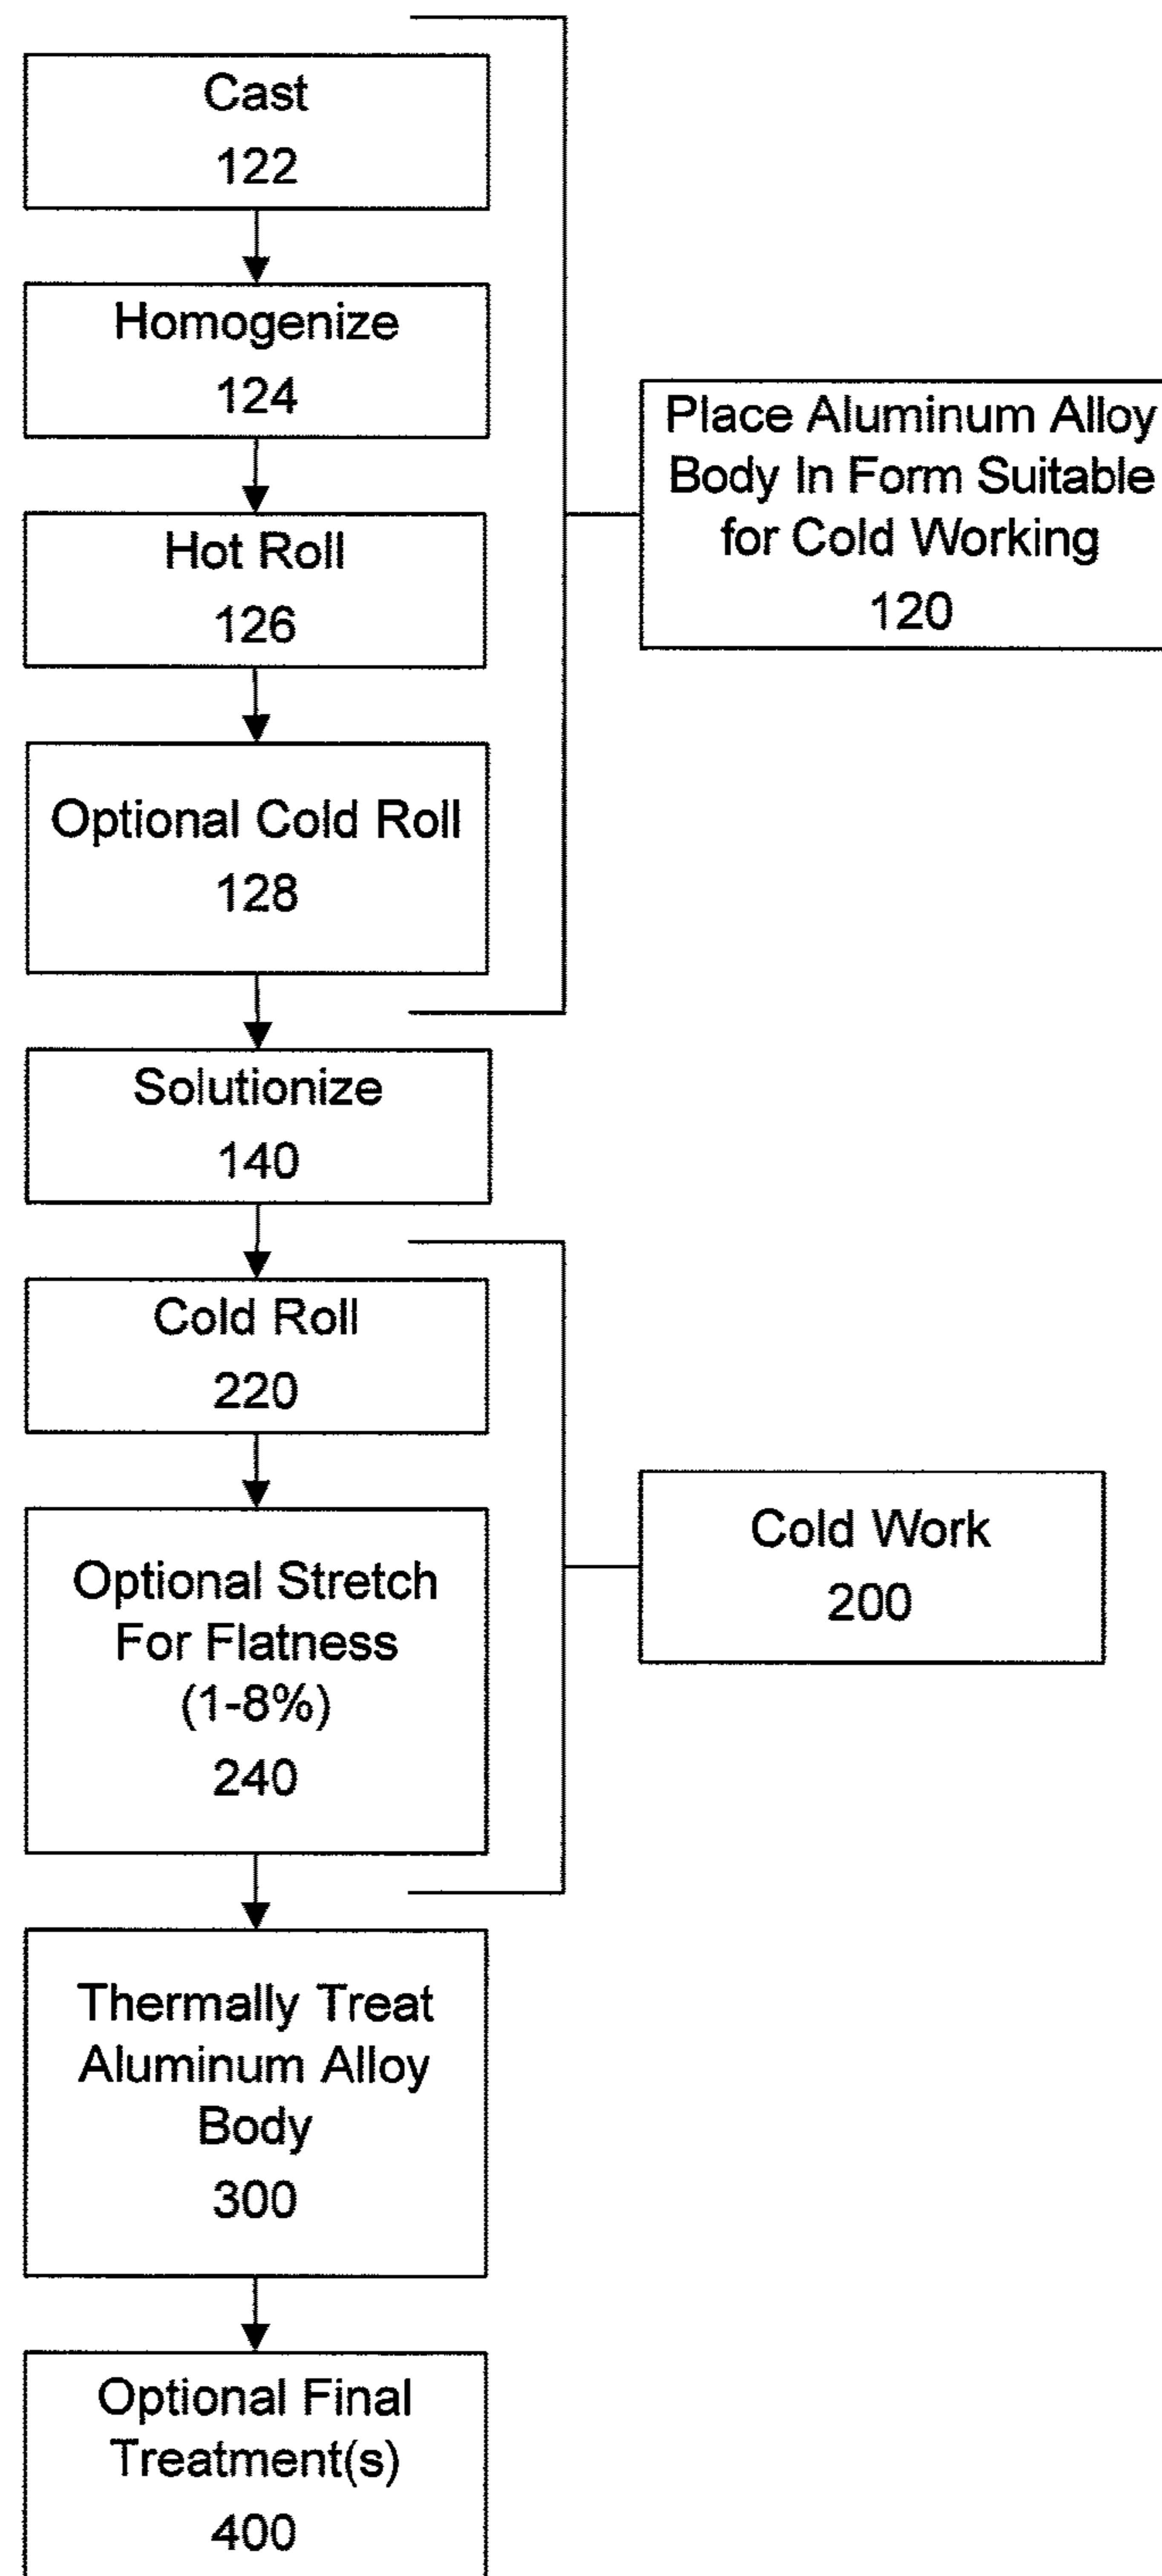 Cast
122
Homogenize
124
Hot Roll
126
Optional Cold Roll
128
Place Aluminum Alloy
Body In Form Suitable
for Cold Working
120
Solutionize
140
Cold Roll
220
Optional Stretch
For Flatness
(1-8%)
240
Cold Work
200
Thermally Treat
Aluminum Alloy
Body
300
Optional Final
Treatment(s)
400